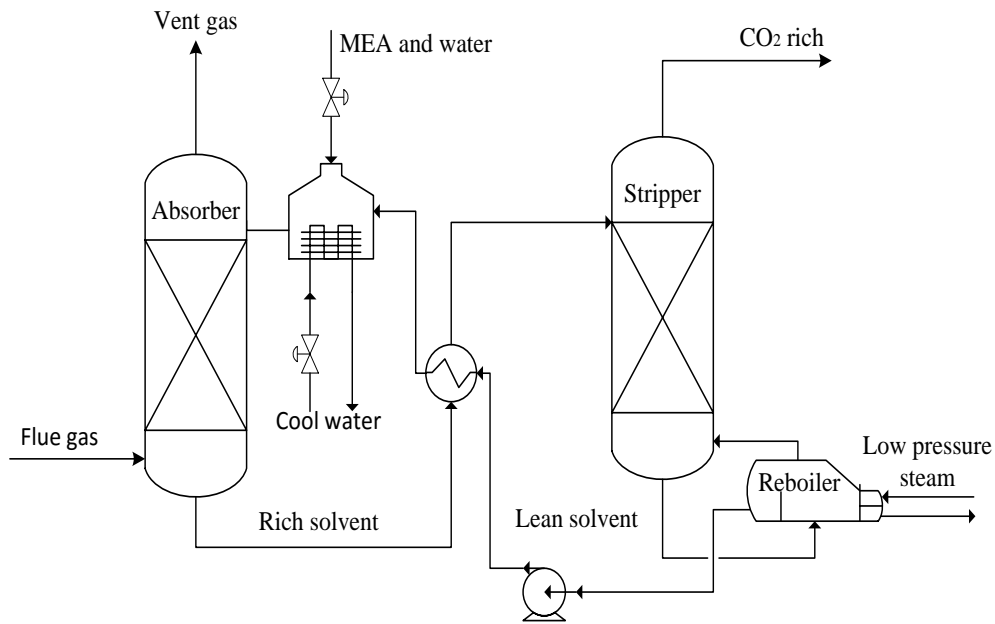 Vent gas
MEA and water
CO₂ rich
Absorber
Stripper
Cool water
Flue gas
Low pressure
steam
Reboiler
Rich solvent
Lean solvent